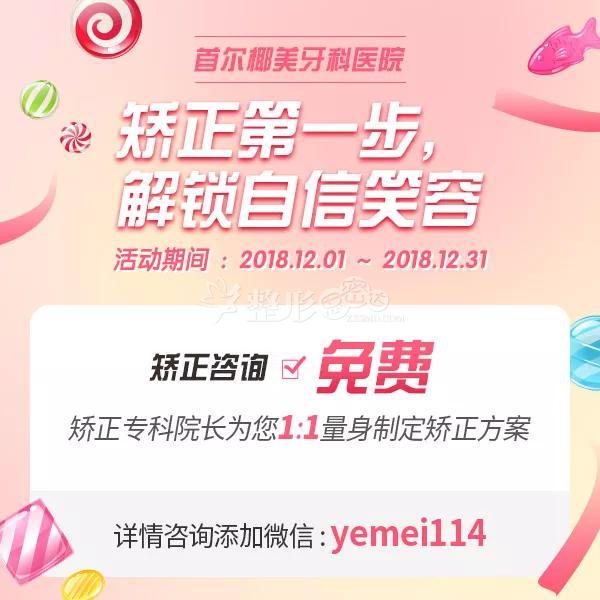 首尔椰美牙科医院
矫正第一步,
解锁自信笑容
活动期间 : 2018.12.01 ~ 2018.12.31
矫正咨询 免费
矫正专科院长为您1:1量身制定矫正方案
详情咨询添加微信 : yemei114